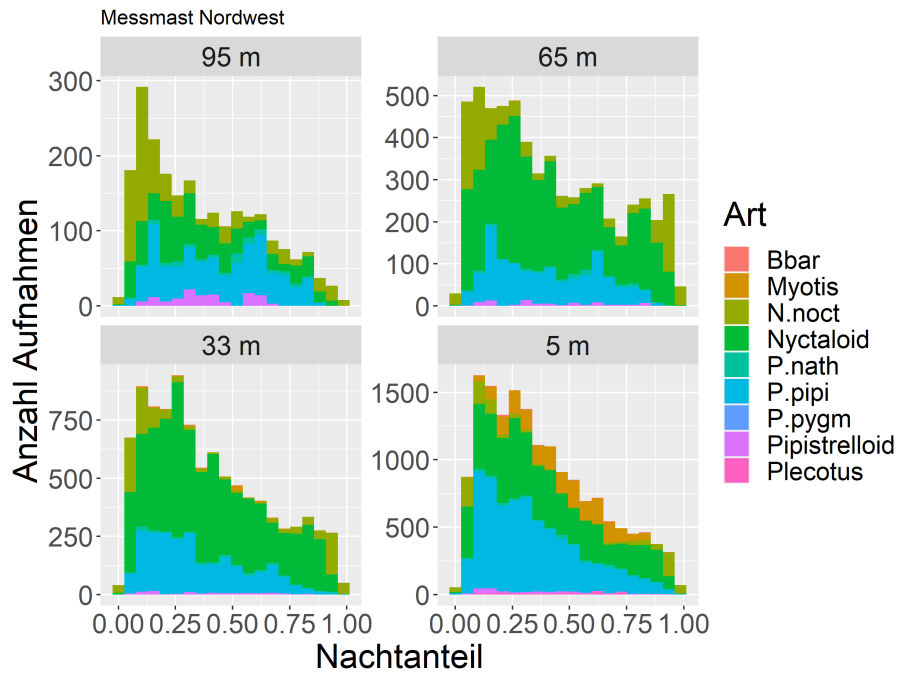 Messmast Nordwest
95 m
65 m
300
200
100
0
500
400
300
200
100
0
33 m
5 m
750
500
250
0
1500
1000
500
0
0.00 0.25 0.50 0.75 1.00
0.00 0.25 0.50 0.75 1.00
Nachtanteil
Anzahl Aufnahmen
Art
Bbar
Myotis
N.noct
Nyctaloid
P.nath
P.pipi
P.pygm
Pipistrelloid
Plecotus